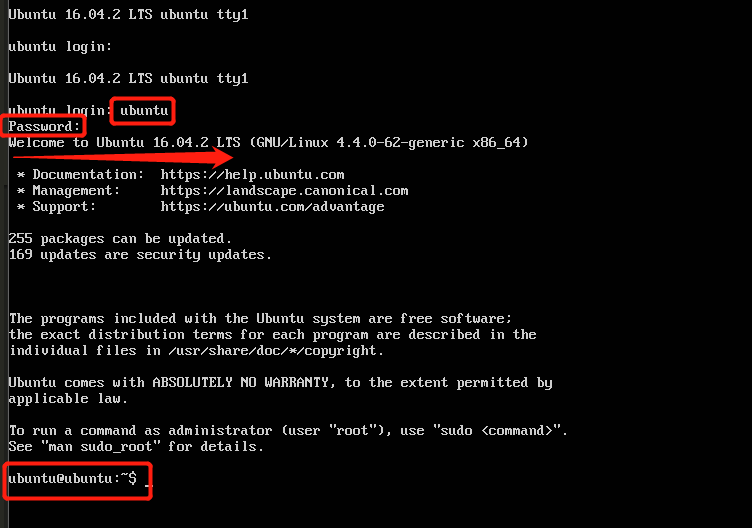 Ubuntu 16.04.2 LTS ubuntu tty1
ubuntu login:
Ubuntu 16.04.2 LTS ubuntu tty1
ubuntu login: ubuntu
Password:
Welcome to Ubuntu 16.04.2 LTS (GNU/Linux 4.4.0-62-generic x86_64)
* Documentation:  https://help.ubuntu.com
* Management:     https://landscape.canonical.com
* Support:        https://ubuntu.com/advantage
255 packages can be updated.
169 updates are security updates.
The programs included with the Ubuntu system are free software;
the exact distribution terms for each program are described in the
individual files in /usr/share/doc/*/copyright.
Ubuntu comes with ABSOLUTELY NO WARRANTY, to the extent permitted by
applicable law.
To run a command as administrator (user "root"), use "sudo <command>".
See "man sudo_root" for details.
ubuntu@ubuntu:~$ _